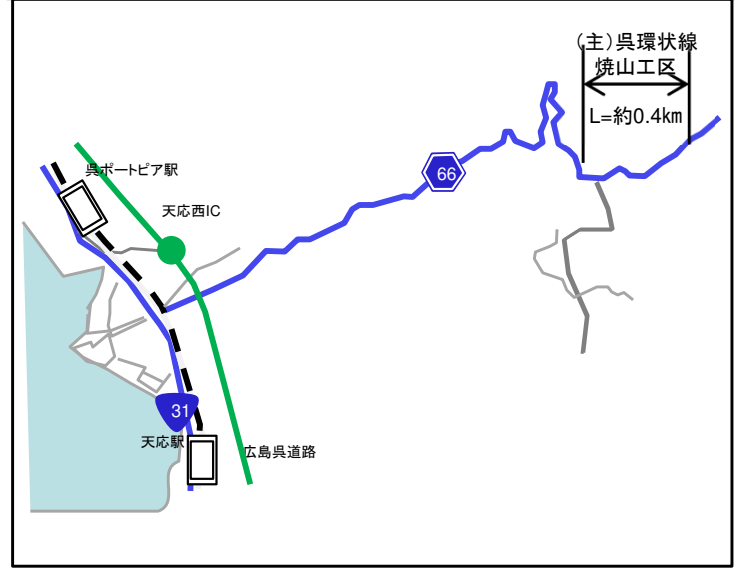 (主)呉環状線
焼山工区
L=約0.4km
66
呉ポートピア駅
天応西IC
31
天応駅
広島呉道路